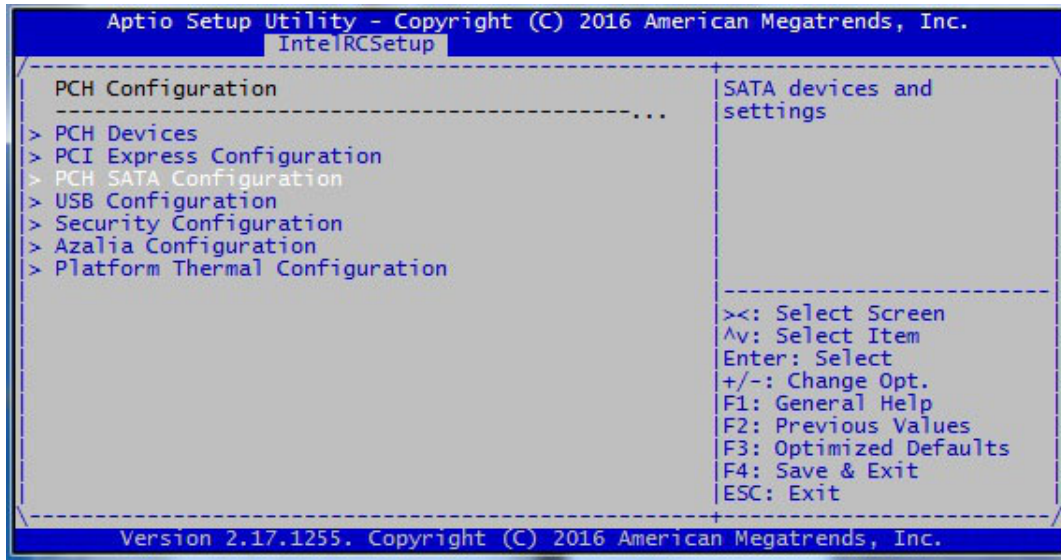 Aptio Setup Utility - Copyright (C) 2016 American Megatrends, Inc.
IntelRCSetup
PCH Configuration
SATA devices and
settings
> PCH Devices
> PCI Express Configuration
> PCH SATA Configuration
> USB Configuration
> Security Configuration
> Azalia Configuration
> Platform Thermal Configuration
><: Select Screen
^v: Select Item
Enter: Select
+/-: Change Opt.
F1: General Help
F2: Previous Values
F3: Optimized Defaults
F4: Save & Exit
ESC: Exit
Version 2.17.1255. Copyright (C) 2016 American Megatrends, Inc.